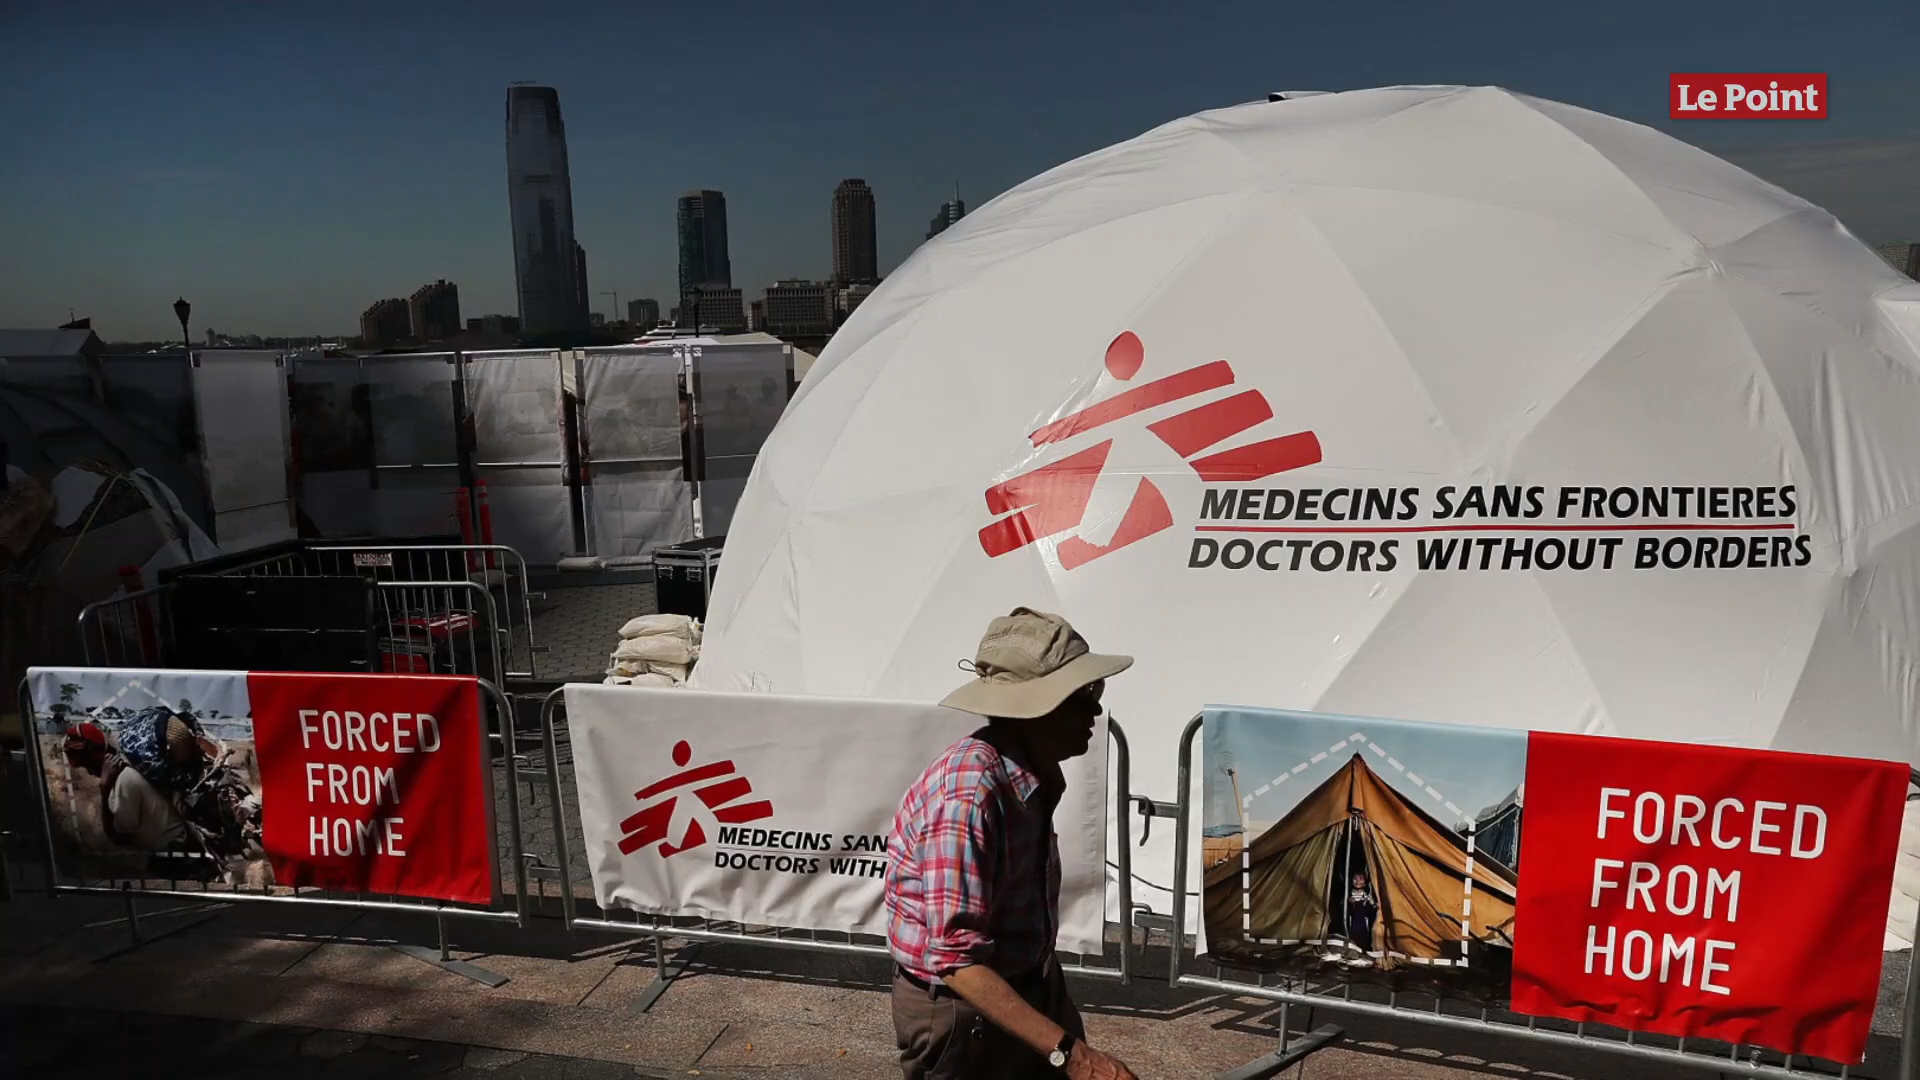 Le Point
MEDECINS SANS FRONTIERES
DOCTORS WITHOUT BORDERS
FORCED
FROM
HOME
MEDECINS SAN
DOCTORS WITH
FORCED
FROM
HOME